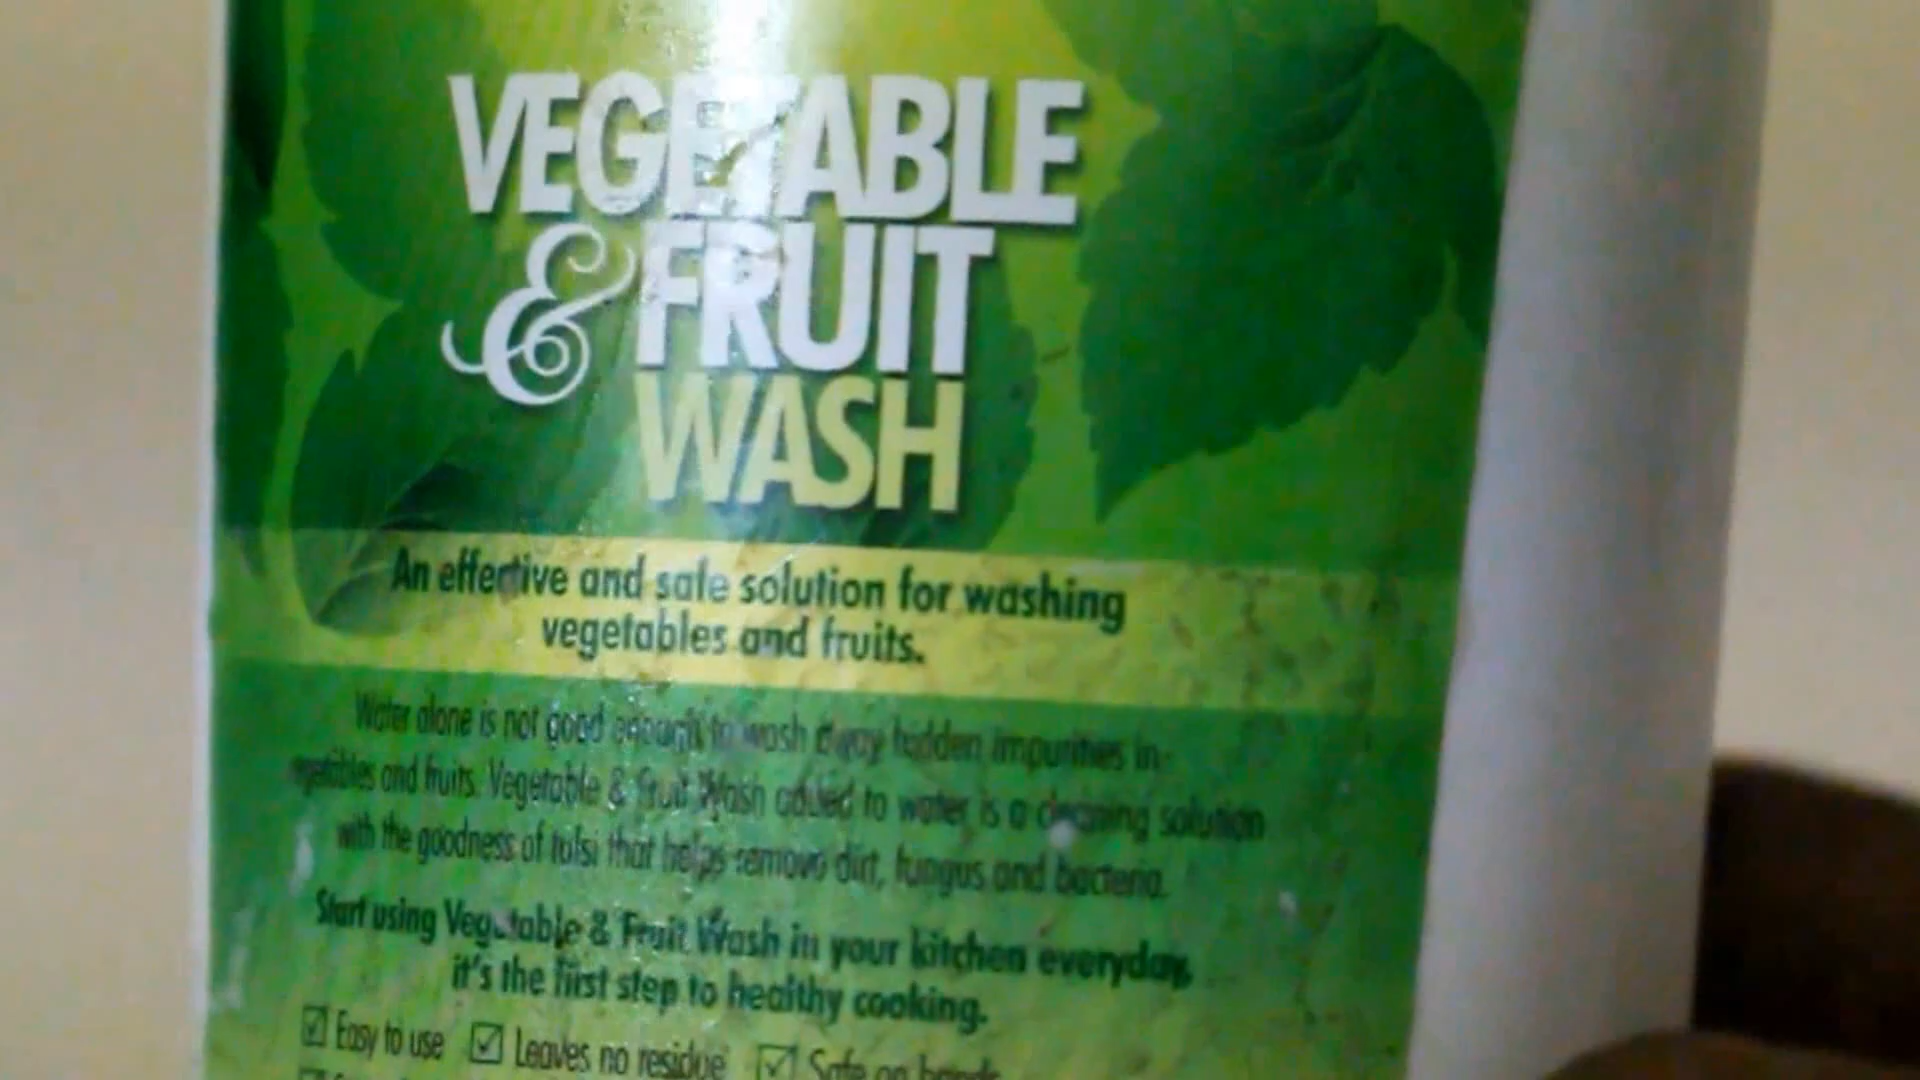 VEGETABLE
& FRUIT
WASH
An effective and safe solution for washing
vegetables and fruits.
Water alone is not good enough to wash away hidden impurities in
vegetables and fruits. Vegetable & Fruit Wash added to water is a cleaning solution
with the goodness of tulsi that helps remove dirt, fungus and bacteria.
Start using Vegetable & Fruit Wash in your kitchen everyday,
it's the first step to healthy cooking.
Easy to use Leaves no residue Safe on hands